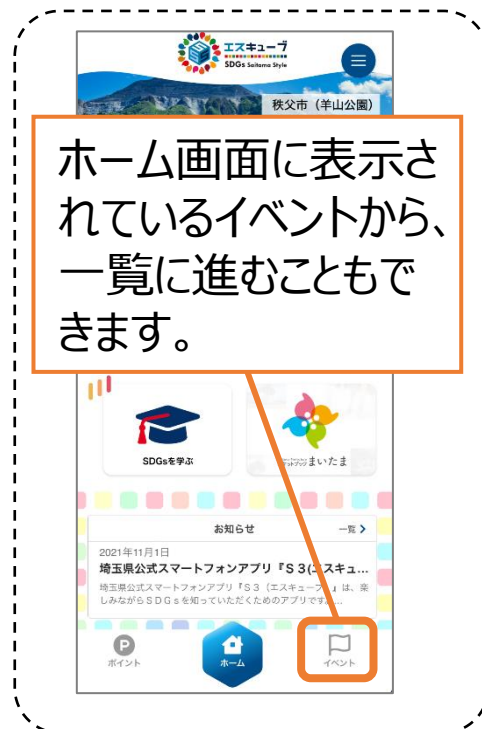 エスキューブ
SDGs Saitama Style
秩父市（羊山公園）
ホーム画面に表示さ
れているイベントから、
一覧に進むこともで
きます。
SDGsを学ぶ
まいたま
お知らせ
一覧
2021年11月1日
埼玉県公式スマートフォンアプリ『S3(エスキュ...
埼玉県公式スマートフォンアプリ『S3（エスキューブ）』は、楽
しみながらSDGsを知っていただくためのアプリです...
P
ポイント
ホーム
イベント